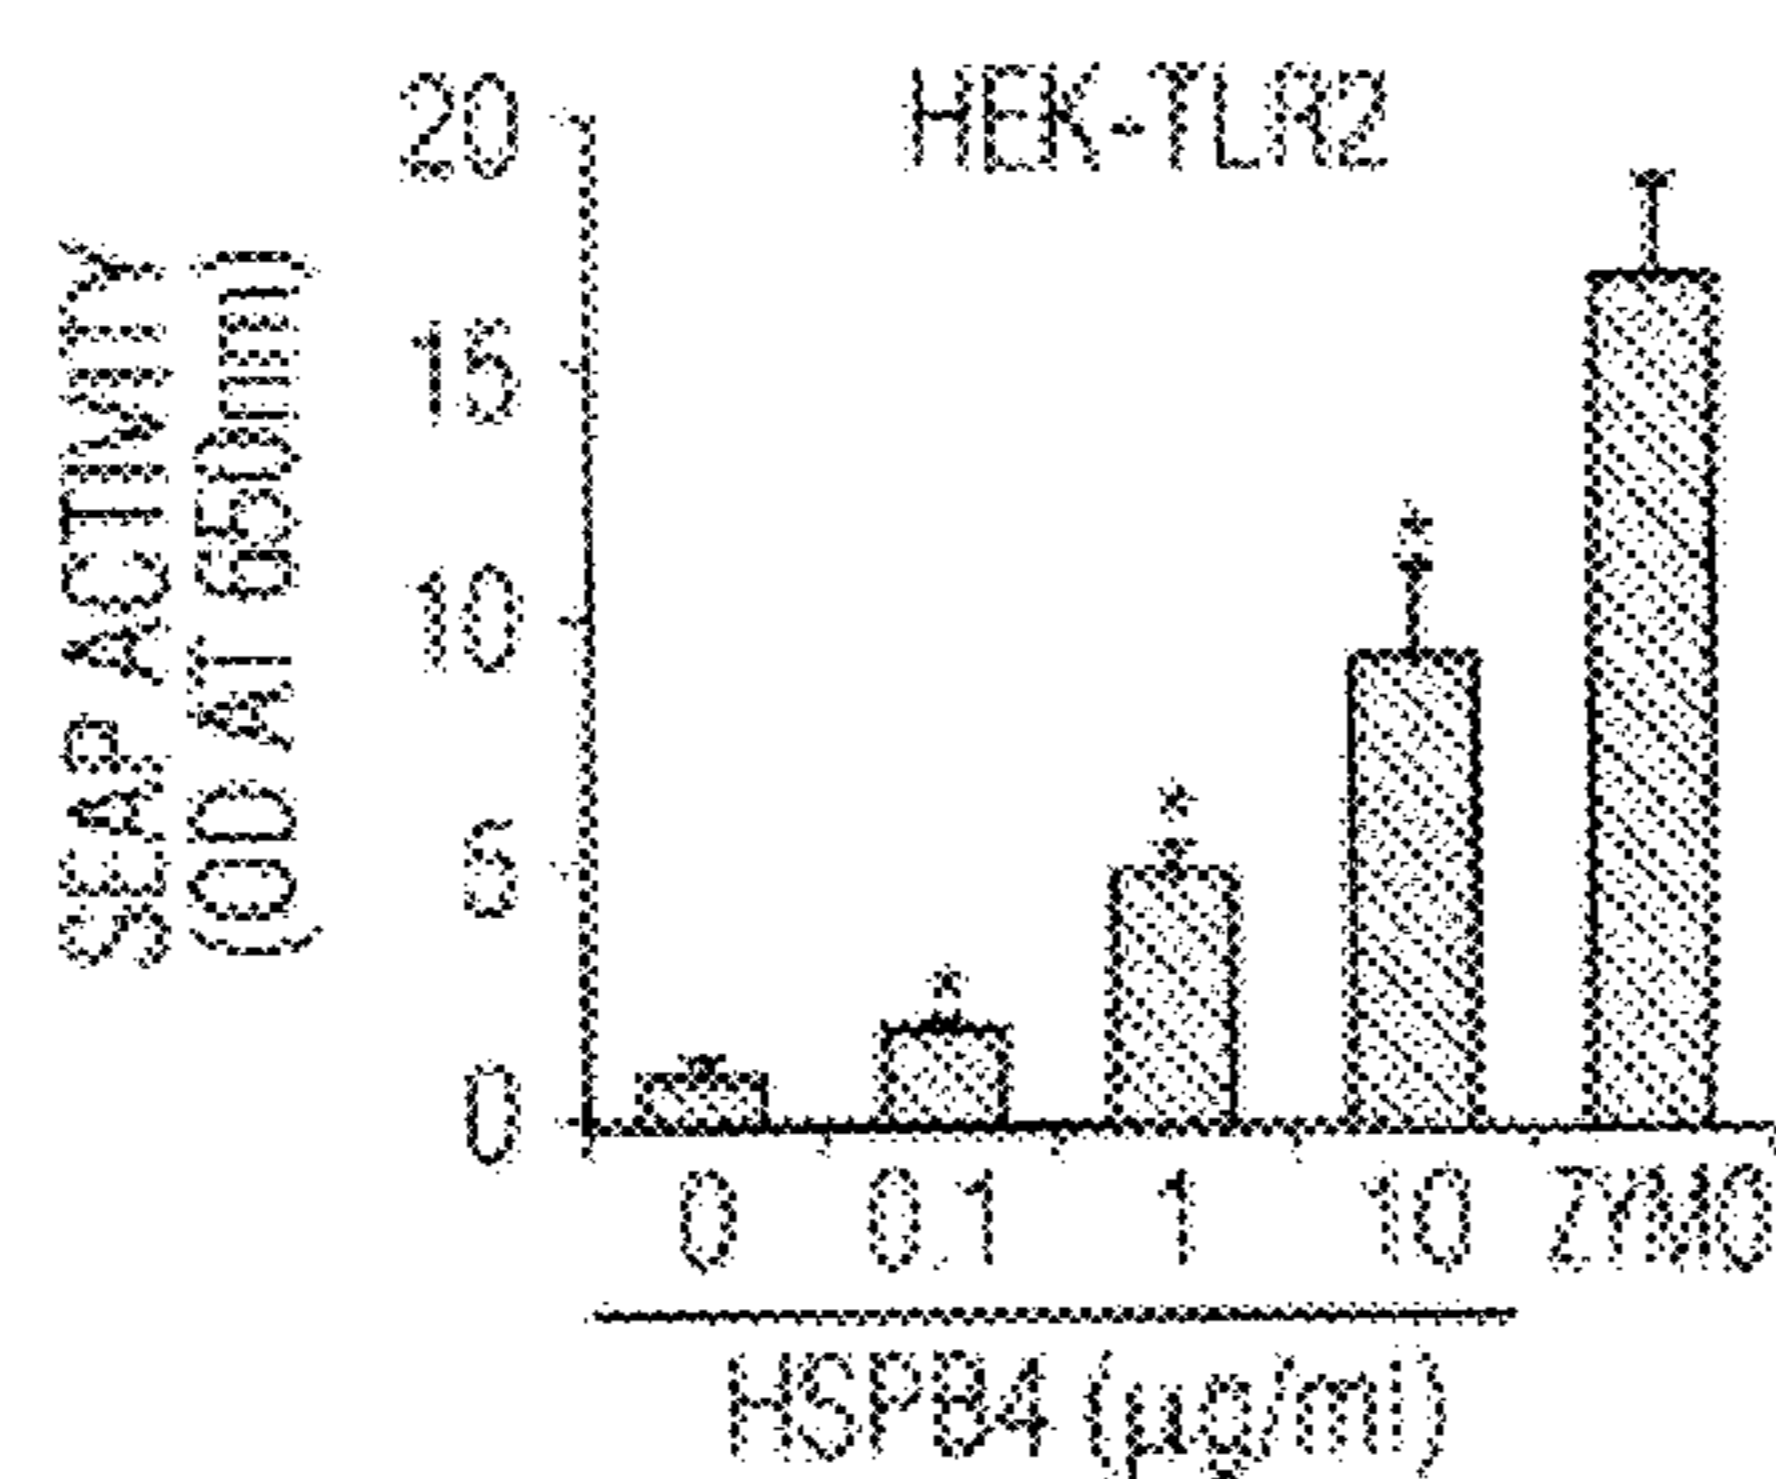 HEK-TLR2
SEAP ACTIVITY
(OD AT 650nm)
20
15
10
5
0
*
*
*
*
0 0.1 1 10 ZYMO
HSPB4 (µg/ml)